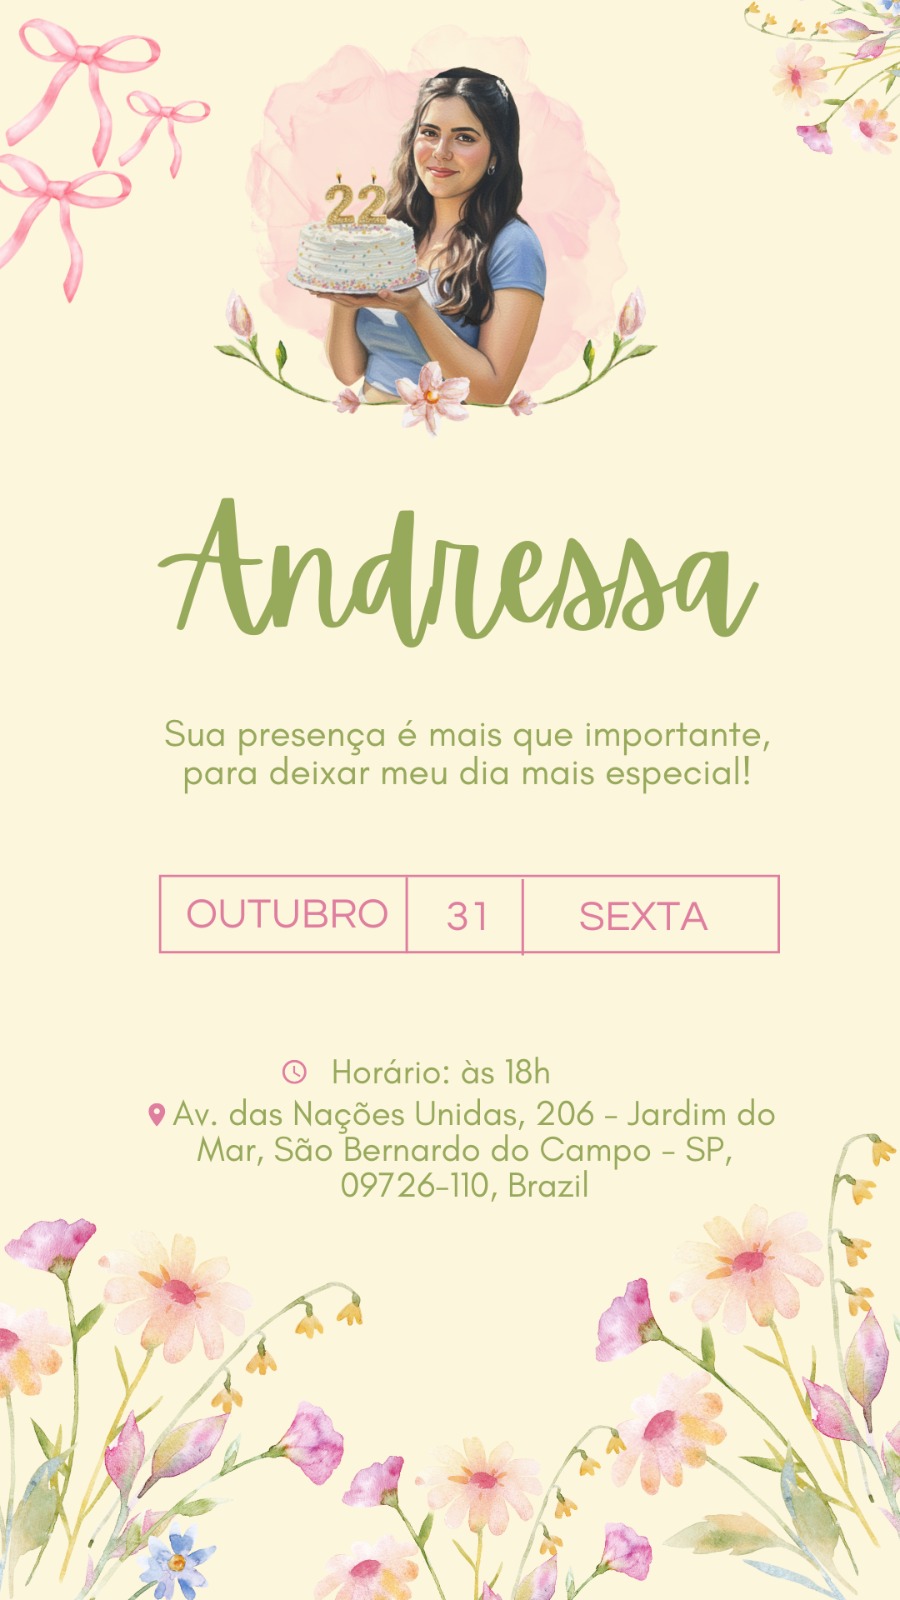 22
Andressa
Sua presença é mais que importante,
para deixar meu dia mais especial!
OUTUBRO 31 SEXTA
Horário: às 18h
Av. das Nações Unidas, 206 - Jardim do
Mar, São Bernardo do Campo - SP,
09726-110, Brazil